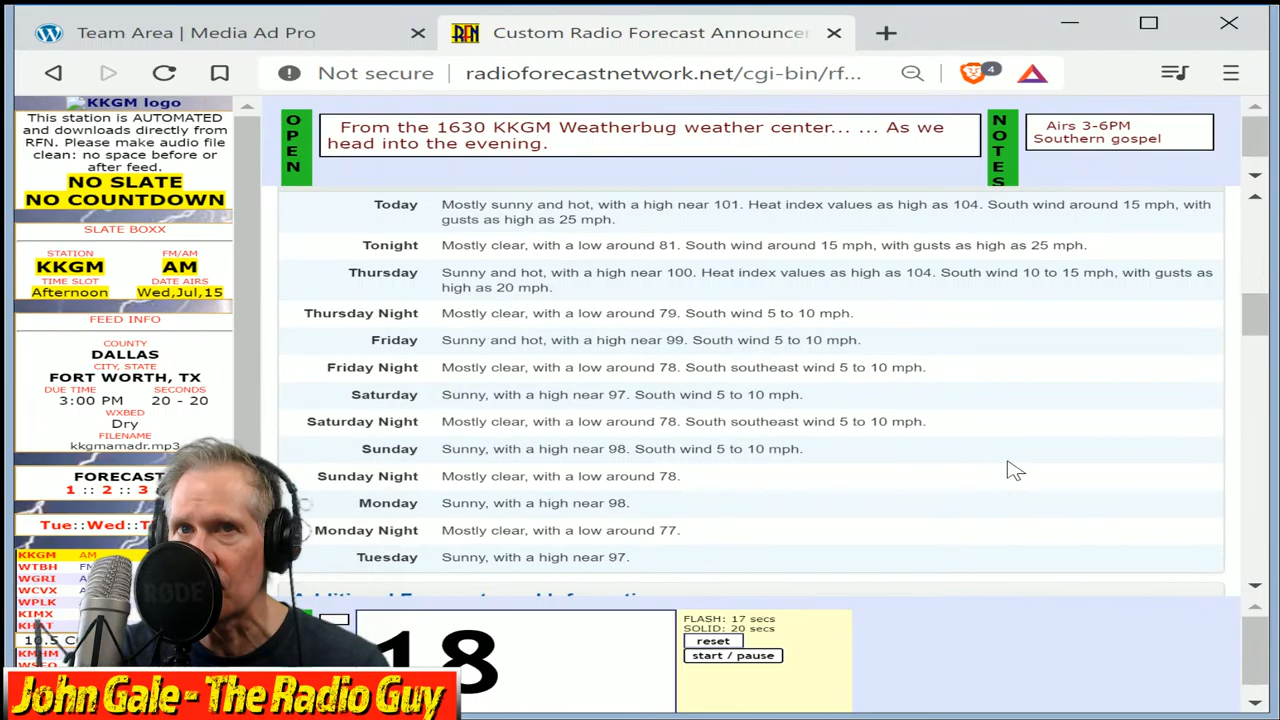 Team Area | Media Ad Pro
Custom Radio Forecast Announcer
Not secure
radioforecastnetwork.net/cgi-bin/rf...
4
KKGM logo
This station is AUTOMATED
and downloads directly from
RFN. Please make audio file
clean: no space before or
after feed.
NO SLATE
NO COUNTDOWN
SLATE BOXX
STATION FM/AM
KKGM AM
TIME SLOT DATE AIRS
Afternoon Wed,Jul,15
FEED INFO
COUNTY
DALLAS
CITY, STATE
FORT WORTH, TX
DUE TIME SECONDS
3:00 PM 20 - 20
WXBED
Dry
FILENAME
kkgmamadr.mp3
FORECAST
1 :: 2 :: 3
Tue::Wed::T
KKGM AM
WTBH FM
WGRI
WCVX
WPLK
KIMX
KHAT
10.5 C
KMHM
OPEN
From the 1630 KKGM Weatherbug weather center... ... As we
head into the evening.
NOTES
Airs 3-6PM
Southern gospel
Today Mostly sunny and hot, with a high near 101. Heat index values as high as 104. South wind around 15 mph, with
gusts as high as 25 mph.
Tonight Mostly clear, with a low around 81. South wind around 15 mph, with gusts as high as 25 mph.
Thursday Sunny and hot, with a high near 100. Heat index values as high as 104. South wind 10 to 15 mph, with gusts as
high as 20 mph.
Thursday Night Mostly clear, with a low around 79. South wind 5 to 10 mph.
Friday Sunny and hot, with a high near 99. South wind 5 to 10 mph.
Friday Night Mostly clear, with a low around 78. South southeast wind 5 to 10 mph.
Saturday Sunny, with a high near 97. South wind 5 to 10 mph.
Saturday Night Mostly clear, with a low around 78. South southeast wind 5 to 10 mph.
Sunday Sunny, with a high near 98. South wind 5 to 10 mph.
Sunday Night Mostly clear, with a low around 78.
Monday Sunny, with a high near 98.
Monday Night Mostly clear, with a low around 77.
Tuesday Sunny, with a high near 97.
18
FLASH: 17 secs
SOLID: 20 secs
reset
start / pause
RØDE
John Gale - The Radio Guy